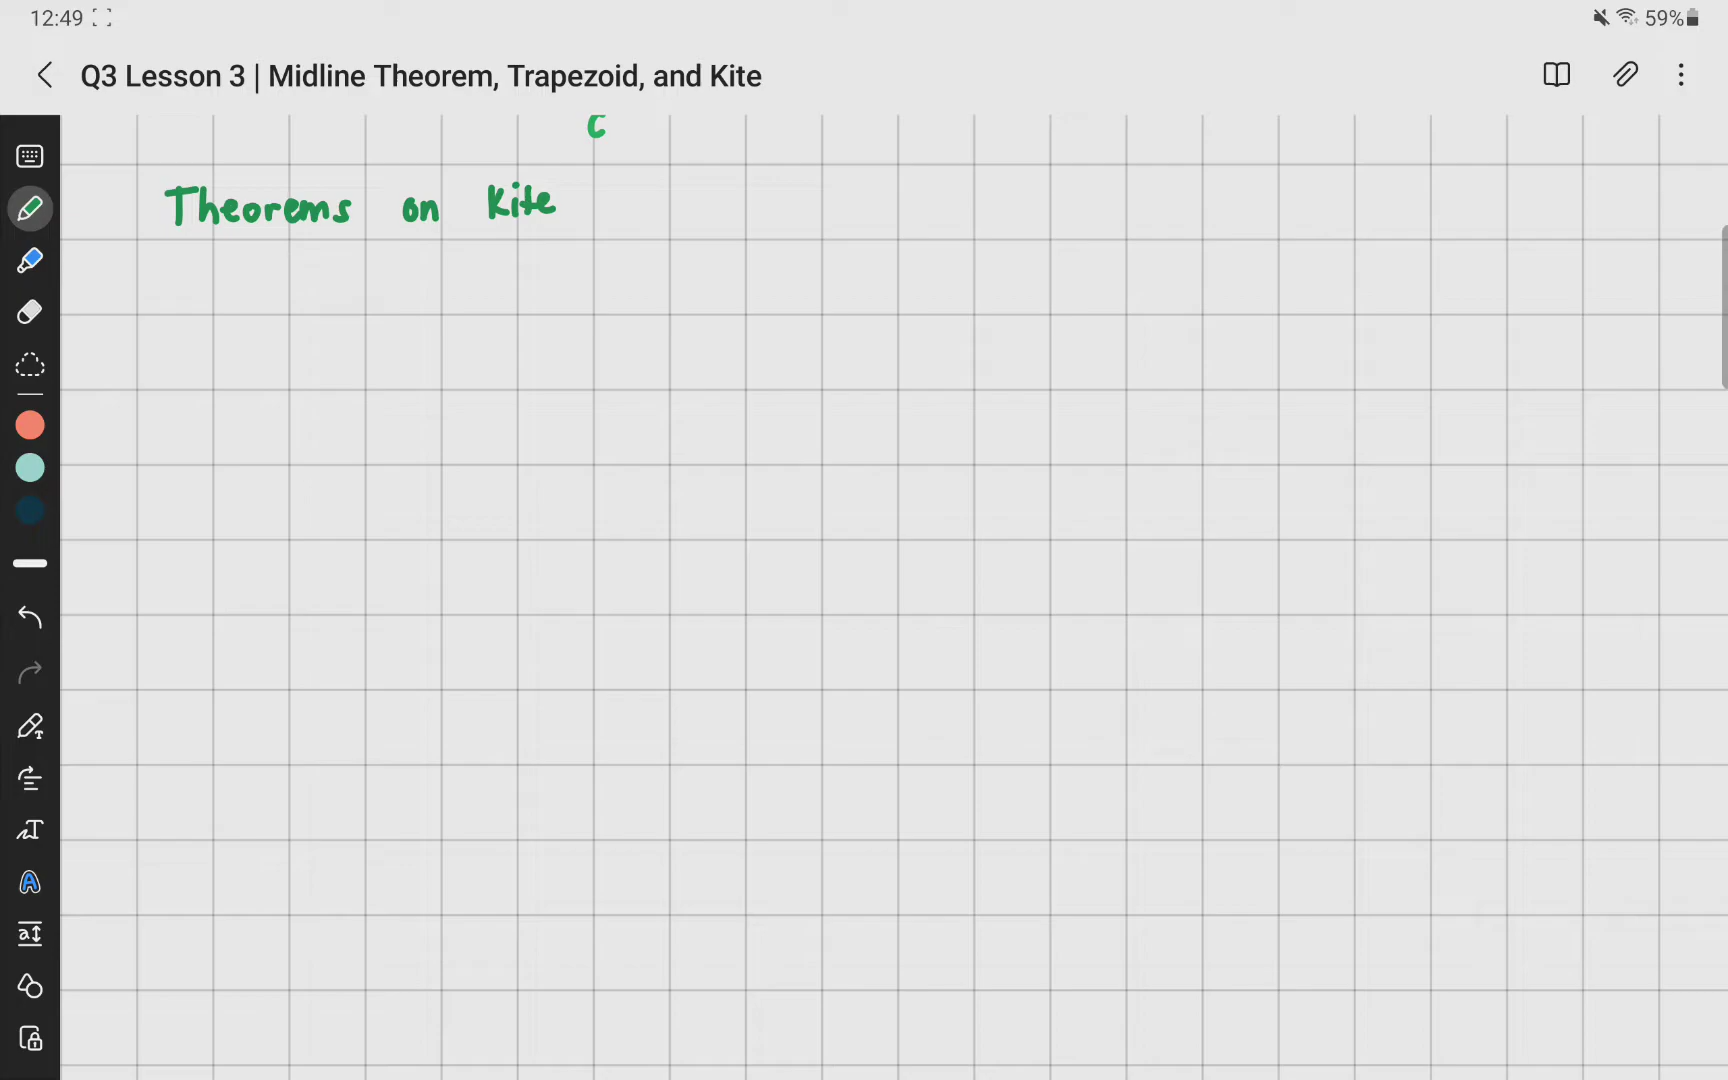 12:49 59%
Q3 Lesson 3 | Midline Theorem, Trapezoid, and Kite
C
Theorems on Kite